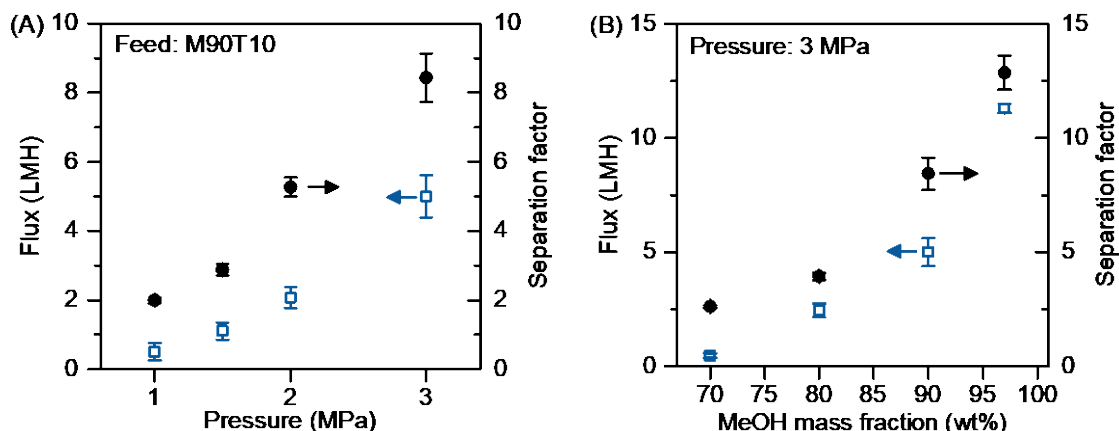 (A)
Feed: M90T10
Flux (LMH)
10
8
6
4
2
0
10
8
6
4
2
0
Separation factor
1
2
3
Pressure (MPa)
(B)
Pressure: 3 MPa
Flux (LMH)
15
10
5
0
15
10
5
0
Separation factor
70 75 80 85 90 95 100
MeOH mass fraction (wt%)